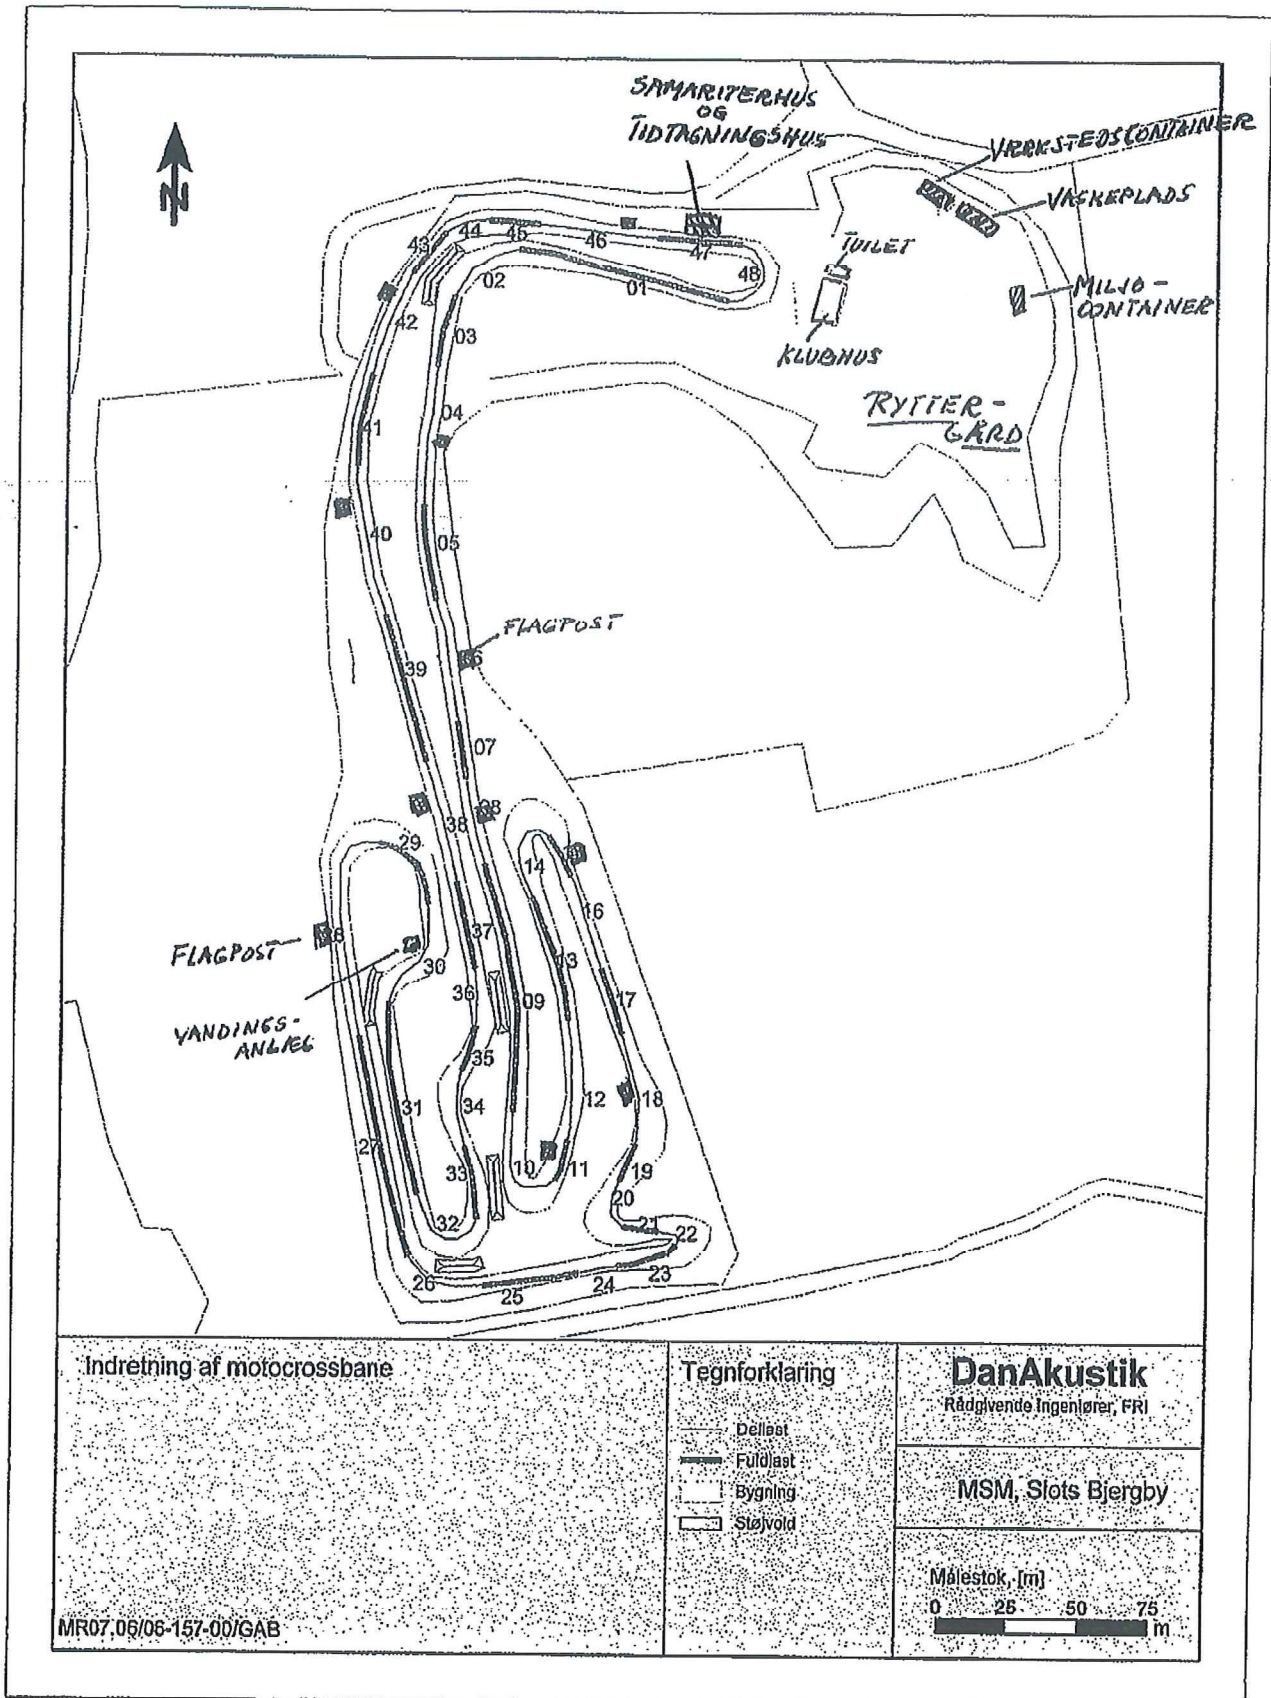 SAMARITERHUS
OG
TIDTAGNINGSHUS
VÆRKSTEDSCONTAINER
VASKEPLADS
TOILET
MILJØ-
CONTAINER
KLUBHUS
RYTTER-
GÅRD
N
43
44
45
46
47
48
01
02
42
03
04
41
40
05
39
FLAGPOST
07
38
29
14
16
37
FLAGPOST
30
13
36
09
17
VANDINGS-
ANLÆG
35
31
34
12
18
27
33
10
11
19
20
32
21
22
26
25
24
23
Indretning af motocrossbane
MR07.06/06-157-00/GAB
Tegnforklaring
Dellast
Fuldlast
Bygning
Støjvold
DanAkustik
Rådgivende Ingeniører, FRI
MSM, Slots Bjergby
Målestok, [m]
0 25 50 75
m